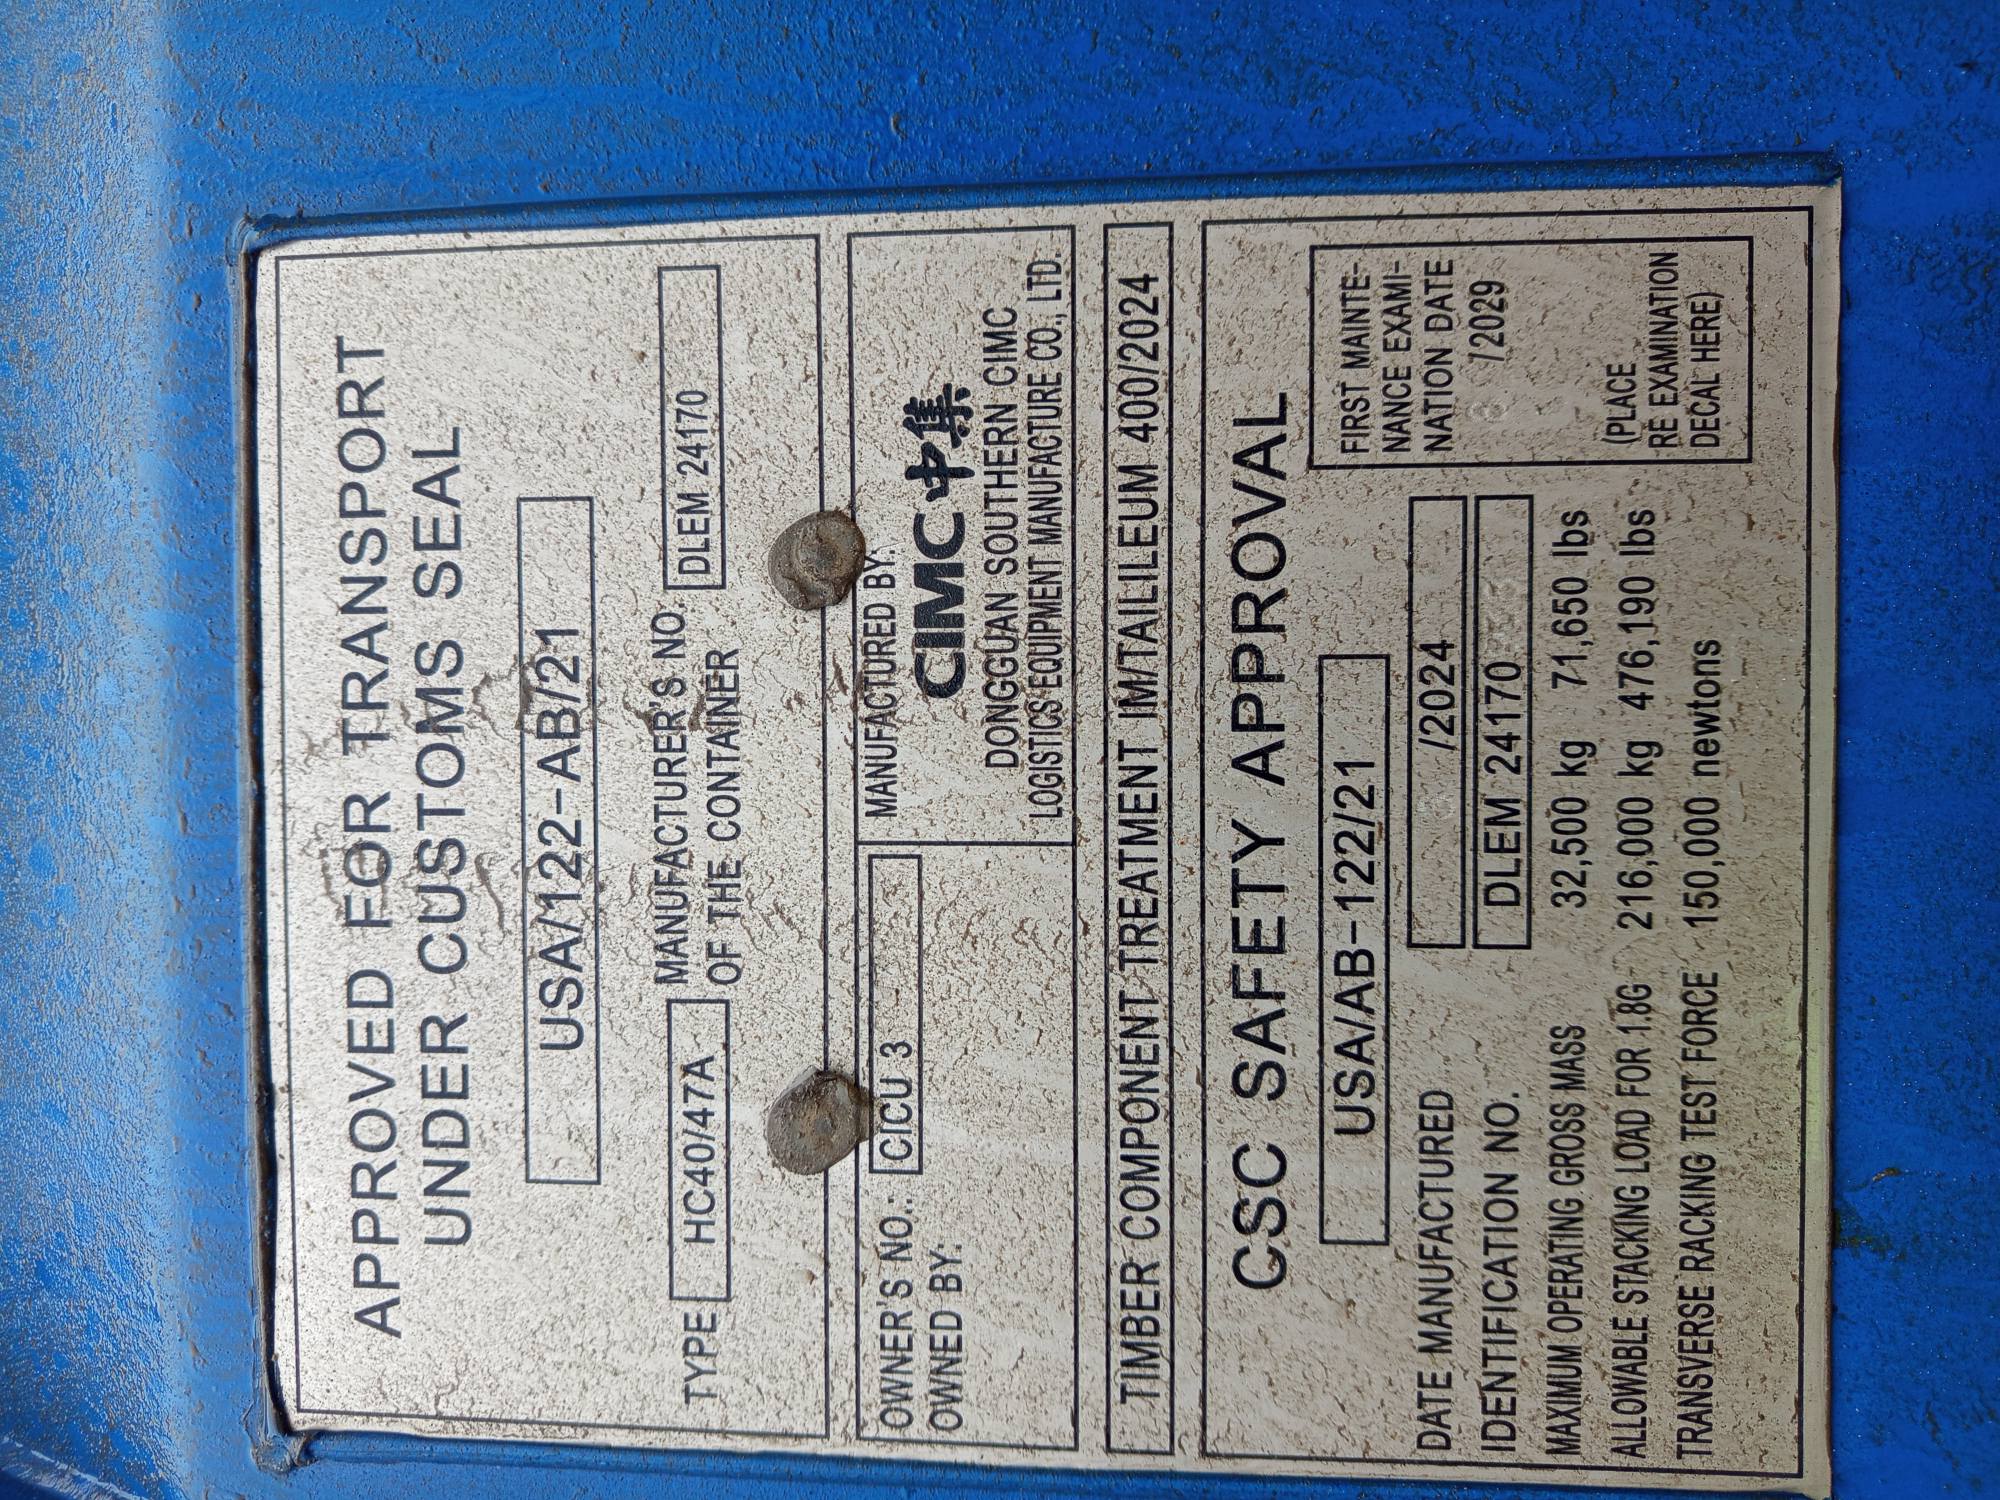 APPROVED FOR TRANSPORT
UNDER CUSTOMS SEAL
USA/122-AB/21
TYPE HC40/47A
MANUFACTURER'S NO.
OF THE CONTAINER
DLEM 24170
OWNER'S NO.: CICU 3
OWNED BY:
MANUFACTURED BY:
CIMC中集
DONGGUAN SOUTHERN CIMC
LOGISTICS EQUIPMENT MANUFACTURE CO., LTD.
TIMBER COMPONENT TREATMENT IM/TAILILEUM 400/2024
CSC SAFETY APPROVAL
USA/AB-122/21
DATE MANUFACTURED /2024
IDENTIFICATION NO. DLEM 24170
MAXIMUM OPERATING GROSS MASS 32,500 kg 71,650 lbs
ALLOWABLE STACKING LOAD FOR 1.8G 216,000 kg 476,190 lbs
TRANSVERSE RACKING TEST FORCE 150,000 newtons
FIRST MAINTE-
NANCE EXAMI-
NATION DATE
8 /2029
(PLACE
RE EXAMINATION
DECAL HERE)